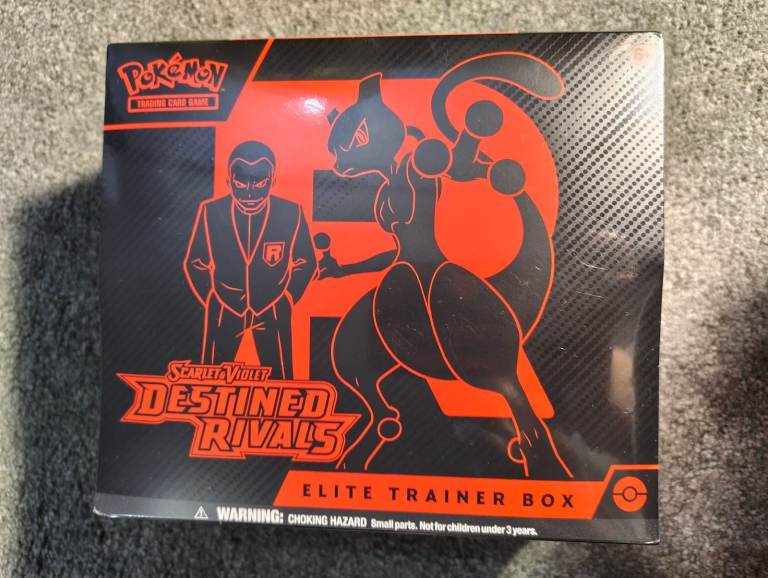 POKéMON
TRADING CARD GAME
6+
R
SCARLET & VIOLET
DESTINED
RIVALS
ELITE TRAINER BOX
⚠ WARNING: CHOKING HAZARD Small parts. Not for children under 3 years.